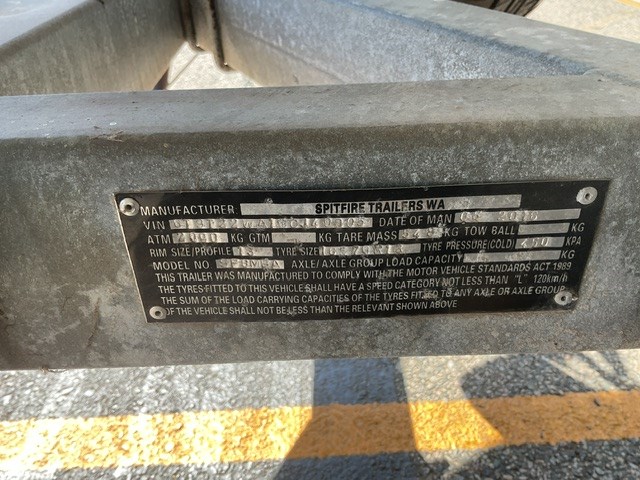 MANUFACTURER: SPITFIRE TRAILERS WA
VIN DATE OF MAN
ATM KG GTM KG TARE MASS KG TOW BALL KG
RIM SIZE/PROFILE TYRE SIZE TYRE PRESSURE(COLD) KPA
MODEL NO AXLE/AXLE GROUP LOAD CAPACITY KG
THIS TRAILER WAS MANUFACTURED TO COMPLY WITH THE MOTOR VEHICLE STANDARDS ACT 1989
THE TYRES FITTED TO THIS VEHICLE SHALL HAVE A SPEED CATEGORY NOT LESS THAN "L" 120km/h
THE SUM OF THE LOAD CARRYING CAPACITIES OF THE TYRES FITTED TO ANY AXLE OR AXLE GROUP
OF THE VEHICLE SHALL NOT BE LESS THAN THE RELEVANT SHOWN ABOVE